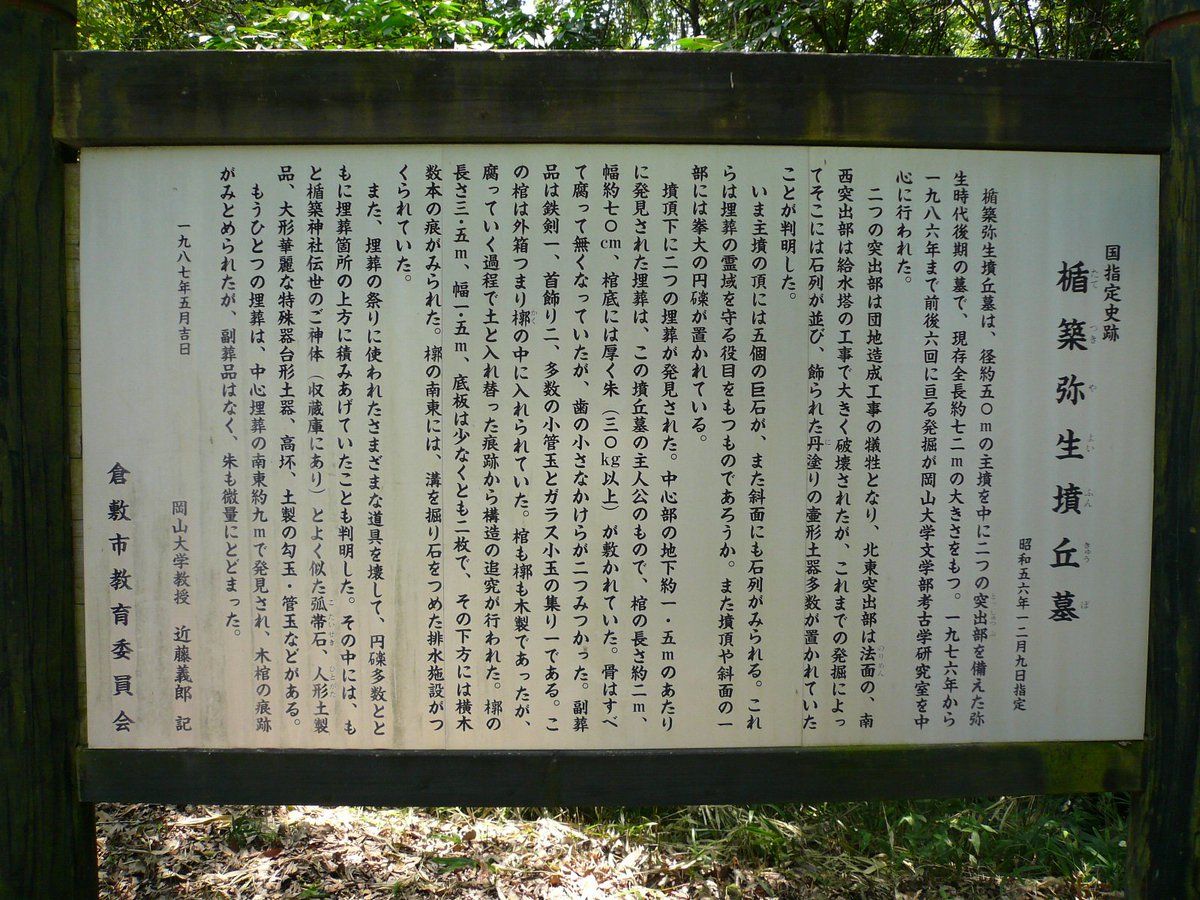 国指定史跡
楯築弥生墳丘墓
たてつきやよいふんきゅうぼ
昭和五六年一二月九日指定
楯築弥生墳丘墓は、径約五〇mの主墳を中に二つの突出部を備えた弥
生時代後期の墓で、現存全長約七二mの大きさをもつ。一九七六年から
一九八六年まで前後六回に亘る発掘が岡山大学文学部考古学研究室を中
心に行われた。
二つの突出部は団地造成工事の犠牲となり、北東突出部は法面の、南
西突出部は給水塔の工事で大きく破壊されたが、これまでの発掘によっ
てそこには石列が並び、飾られた丹塗りの壷形土器多数が置かれていた
ことが判明した。
いま主墳の頂には五個の巨石が、また斜面にも石列がみられる。これ
らは埋葬の霊域を守る役目をもつものであろうか。また墳頂や斜面の一
部には拳大の円礫が置かれている。
墳頂下に二つの埋葬が発見された。中心部の地下約一・五mのあたり
に発見された埋葬は、この墳丘墓の主人公のもので、棺の長さ約二m、
幅約七〇cm、棺底には厚く朱（三〇kg以上）が敷かれていた。骨はすべ
て腐って無くなっていたが、歯の小さなかけらが二つみつかった。副葬
品は鉄剣一、首飾り二、多数の小管玉とガラス小玉の集り一である。こ
の棺は外箱つまり槨の中に入れられていた。棺も槨も木製であったが、
腐っていく過程で土と入れ替った痕跡から構造の追究が行われた。槨の
長さ三・五m、幅一・五m、底板は少なくとも二枚で、その下方には横木
数本の痕がみられた。槨の南東には、溝を掘り石をつめた排水施設がつ
くられていた。
また、埋葬の祭りに使われたさまざまな道具を壊して、円礫多数とと
もに埋葬箇所の上方に積みあげていたことも判明した。その中には、も
と楯築神社伝世のご神体（収蔵庫にあり）とよく似た弧帯石、人形土製
品、大形華麗な特殊器台形土器、高坏、土製の勾玉・管玉などがある。
もうひとつの埋葬は、中心埋葬の南東約九mで発見され、木棺の痕跡
がみとめられたが、副葬品はなく、朱も微量にとどまった。
一九八七年五月吉日
岡山大学教授　近藤義郎　記
倉敷市教育委員会